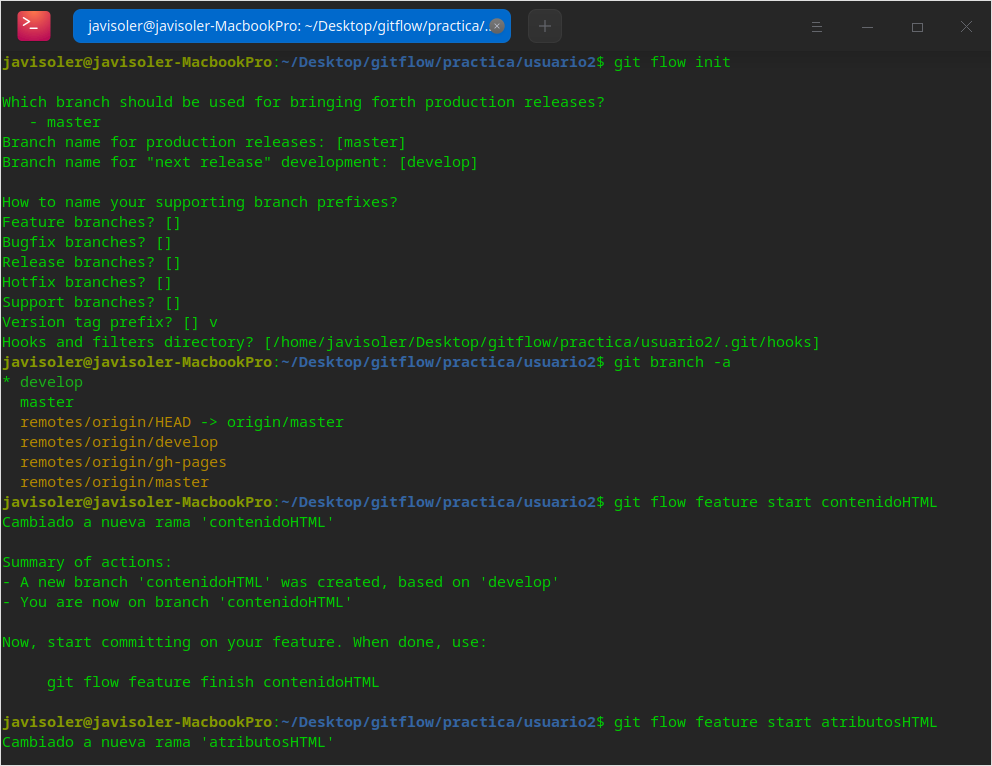 javisoler@javisoler-MacbookPro: ~/Desktop/gitflow/practica/..
javisoler@javisoler-MacbookPro:~/Desktop/gitflow/practica/usuario2$ git flow init
Which branch should be used for bringing forth production releases?
   - master
Branch name for production releases: [master]
Branch name for "next release" development: [develop]
How to name your supporting branch prefixes?
Feature branches? []
Bugfix branches? []
Release branches? []
Hotfix branches? []
Support branches? []
Version tag prefix? [] v
Hooks and filters directory? [/home/javisoler/Desktop/gitflow/practica/usuario2/.git/hooks]
javisoler@javisoler-MacbookPro:~/Desktop/gitflow/practica/usuario2$ git branch -a
* develop
  master
  remotes/origin/HEAD -> origin/master
  remotes/origin/develop
  remotes/origin/gh-pages
  remotes/origin/master
javisoler@javisoler-MacbookPro:~/Desktop/gitflow/practica/usuario2$ git flow feature start contenidoHTML
Cambiado a nueva rama 'contenidoHTML'
Summary of actions:
- A new branch 'contenidoHTML' was created, based on 'develop'
- You are now on branch 'contenidoHTML'
Now, start committing on your feature. When done, use:
     git flow feature finish contenidoHTML
javisoler@javisoler-MacbookPro:~/Desktop/gitflow/practica/usuario2$ git flow feature start atributosHTML
Cambiado a nueva rama 'atributosHTML'